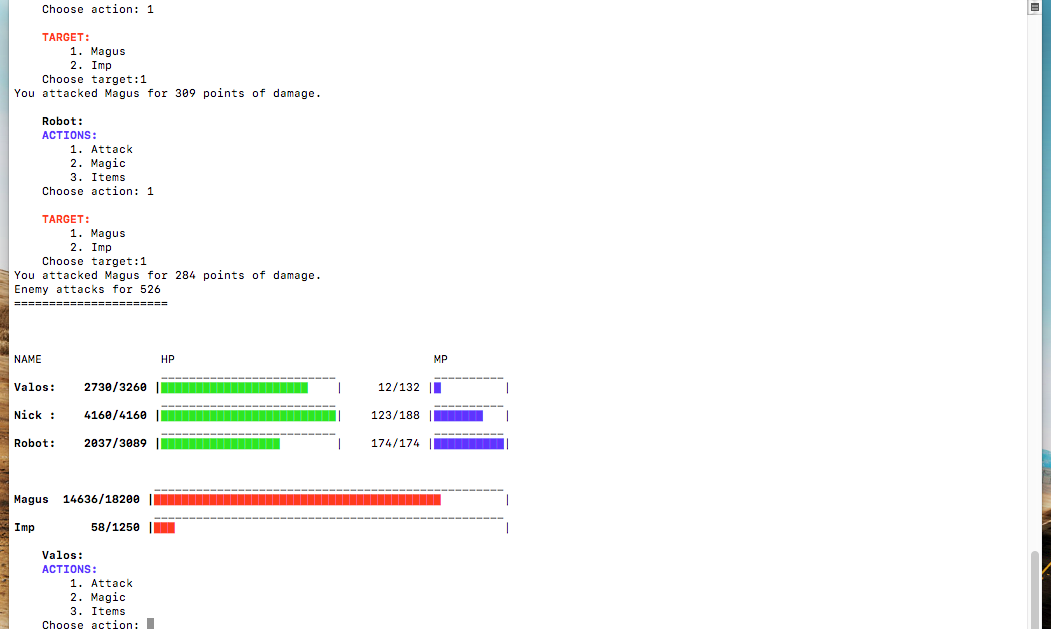 Choose action: 1
TARGET:
1. Magus
2. Imp
Choose target:1
You attacked Magus for 309 points of damage.
Robot:
ACTIONS:
1. Attack
2. Magic
3. Items
Choose action: 1
TARGET:
1. Magus
2. Imp
Choose target:1
You attacked Magus for 284 points of damage.
Enemy attacks for 526
======================
NAME HP MP
Valos: 2730/3260 | | 12/132 | |
Nick : 4160/4160 | | 123/188 | |
Robot: 2037/3089 | | 174/174 | |
Magus 14636/18200 | |
Imp 58/1250 | |
Valos:
ACTIONS:
1. Attack
2. Magic
3. Items
Choose action: